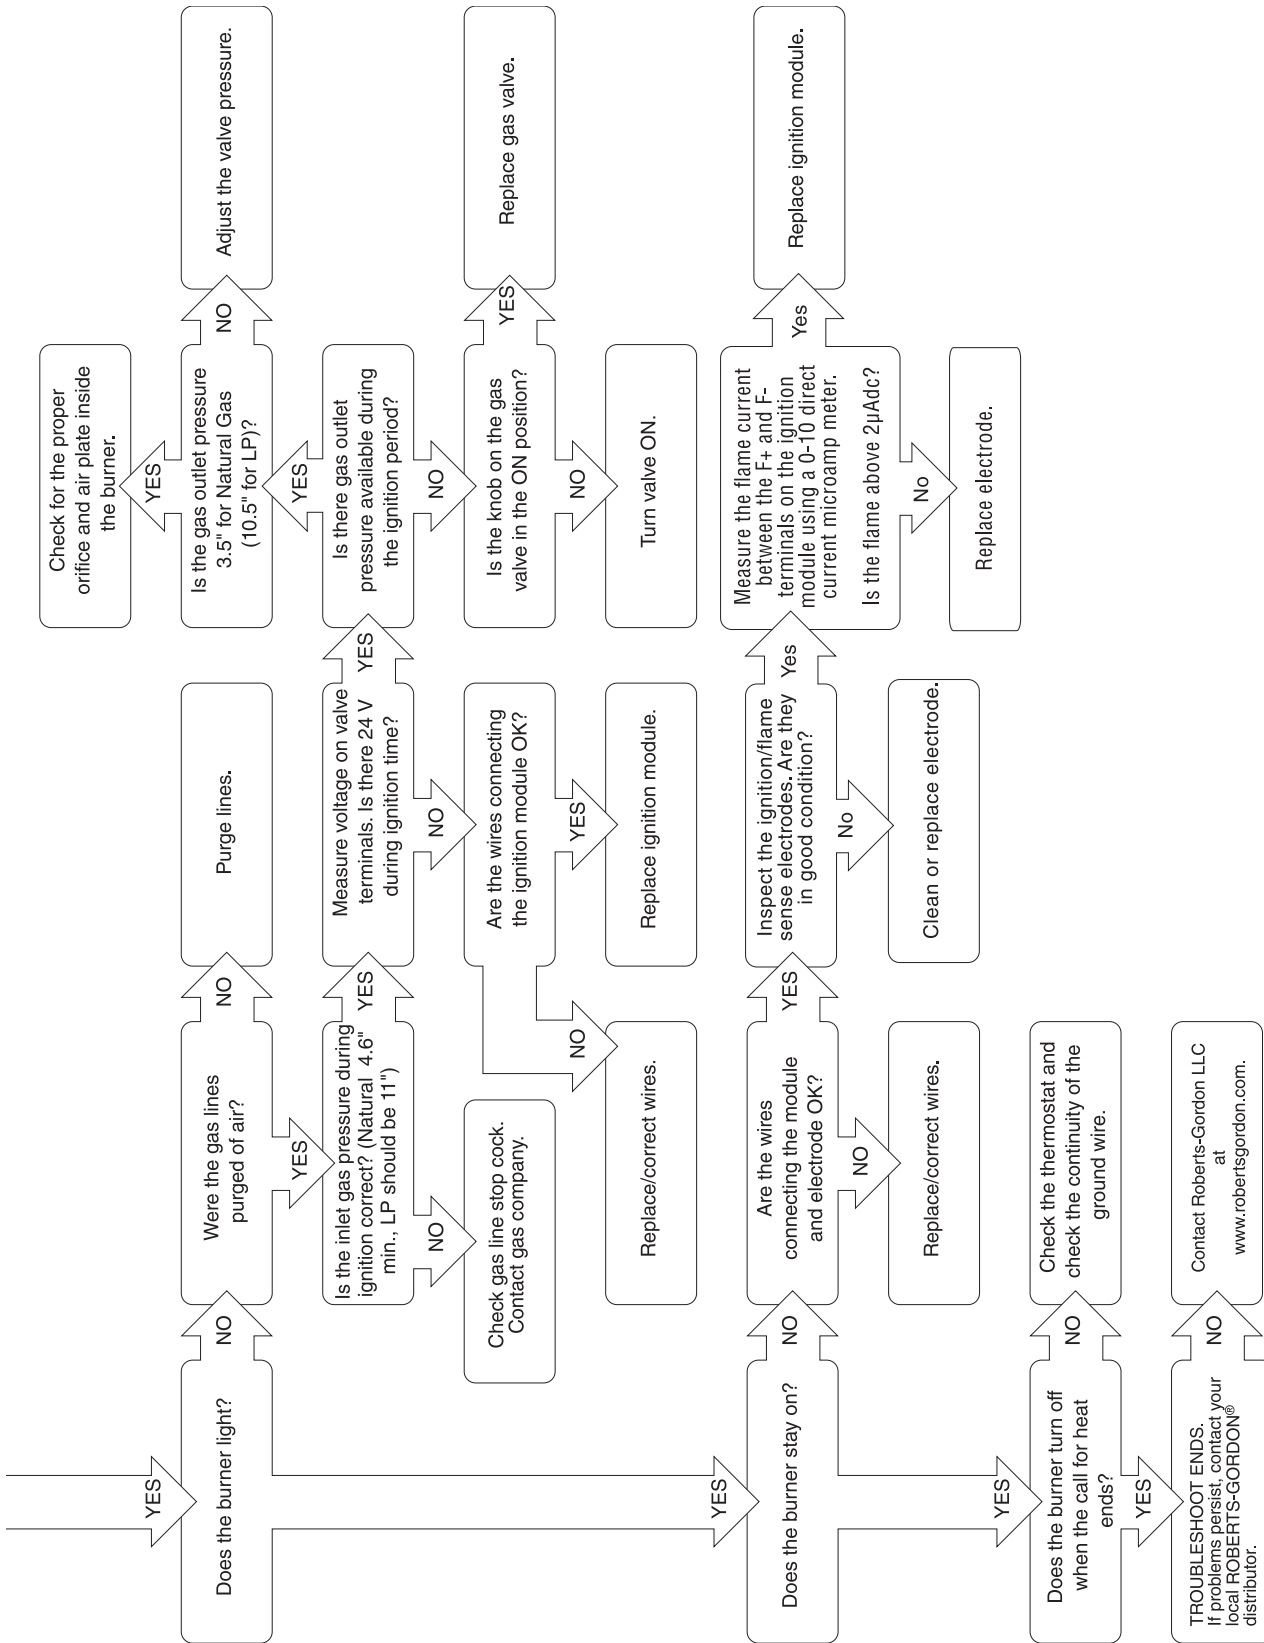 YES
Does the burner light?
NO
Were the gas lines
purged of air?
NO
Purge lines.
YES
Is the inlet gas pressure during
ignition correct? (Natural 4.6"
min., LP should be 11")
NO
Check gas line stop cock.
Contact gas company.
YES
Measure voltage on valve
terminals. Is there 24 V
during ignition time?
NO
Are the wires connecting
the ignition module OK?
NO
Replace/correct wires.
YES
Replace ignition module.
YES
Is there gas outlet
pressure available during
the ignition period?
YES
Is the gas outlet pressure
3.5" for Natural Gas
(10.5" for LP)?
YES
Check for the proper
orifice and air plate inside
the burner.
NO
Adjust the valve pressure.
NO
Is the knob on the gas
valve in the ON position?
YES
Replace gas valve.
NO
Turn valve ON.
YES
Does the burner stay on?
NO
Are the wires
connecting the module
and electrode OK?
NO
Replace/correct wires.
YES
Inspect the ignition/flame
sense electrodes. Are they
in good condition?
No
Clean or replace electrode.
Yes
Measure the flame current
between the F+ and F-
terminals on the ignition
module using a 0-10 direct
current microamp meter.
Is the flame above 2µAdc?
Yes
Replace ignition module.
No
Replace electrode.
YES
Does the burner turn off
when the call for heat
ends?
NO
Check the thermostat and
check the continuity of the
ground wire.
YES
TROUBLESHOOT ENDS.
If problems persist, contact your
local ROBERTS-GORDON®
distributor.
NO
Contact Roberts-Gordon LLC
at
www.robertsgordon.com.